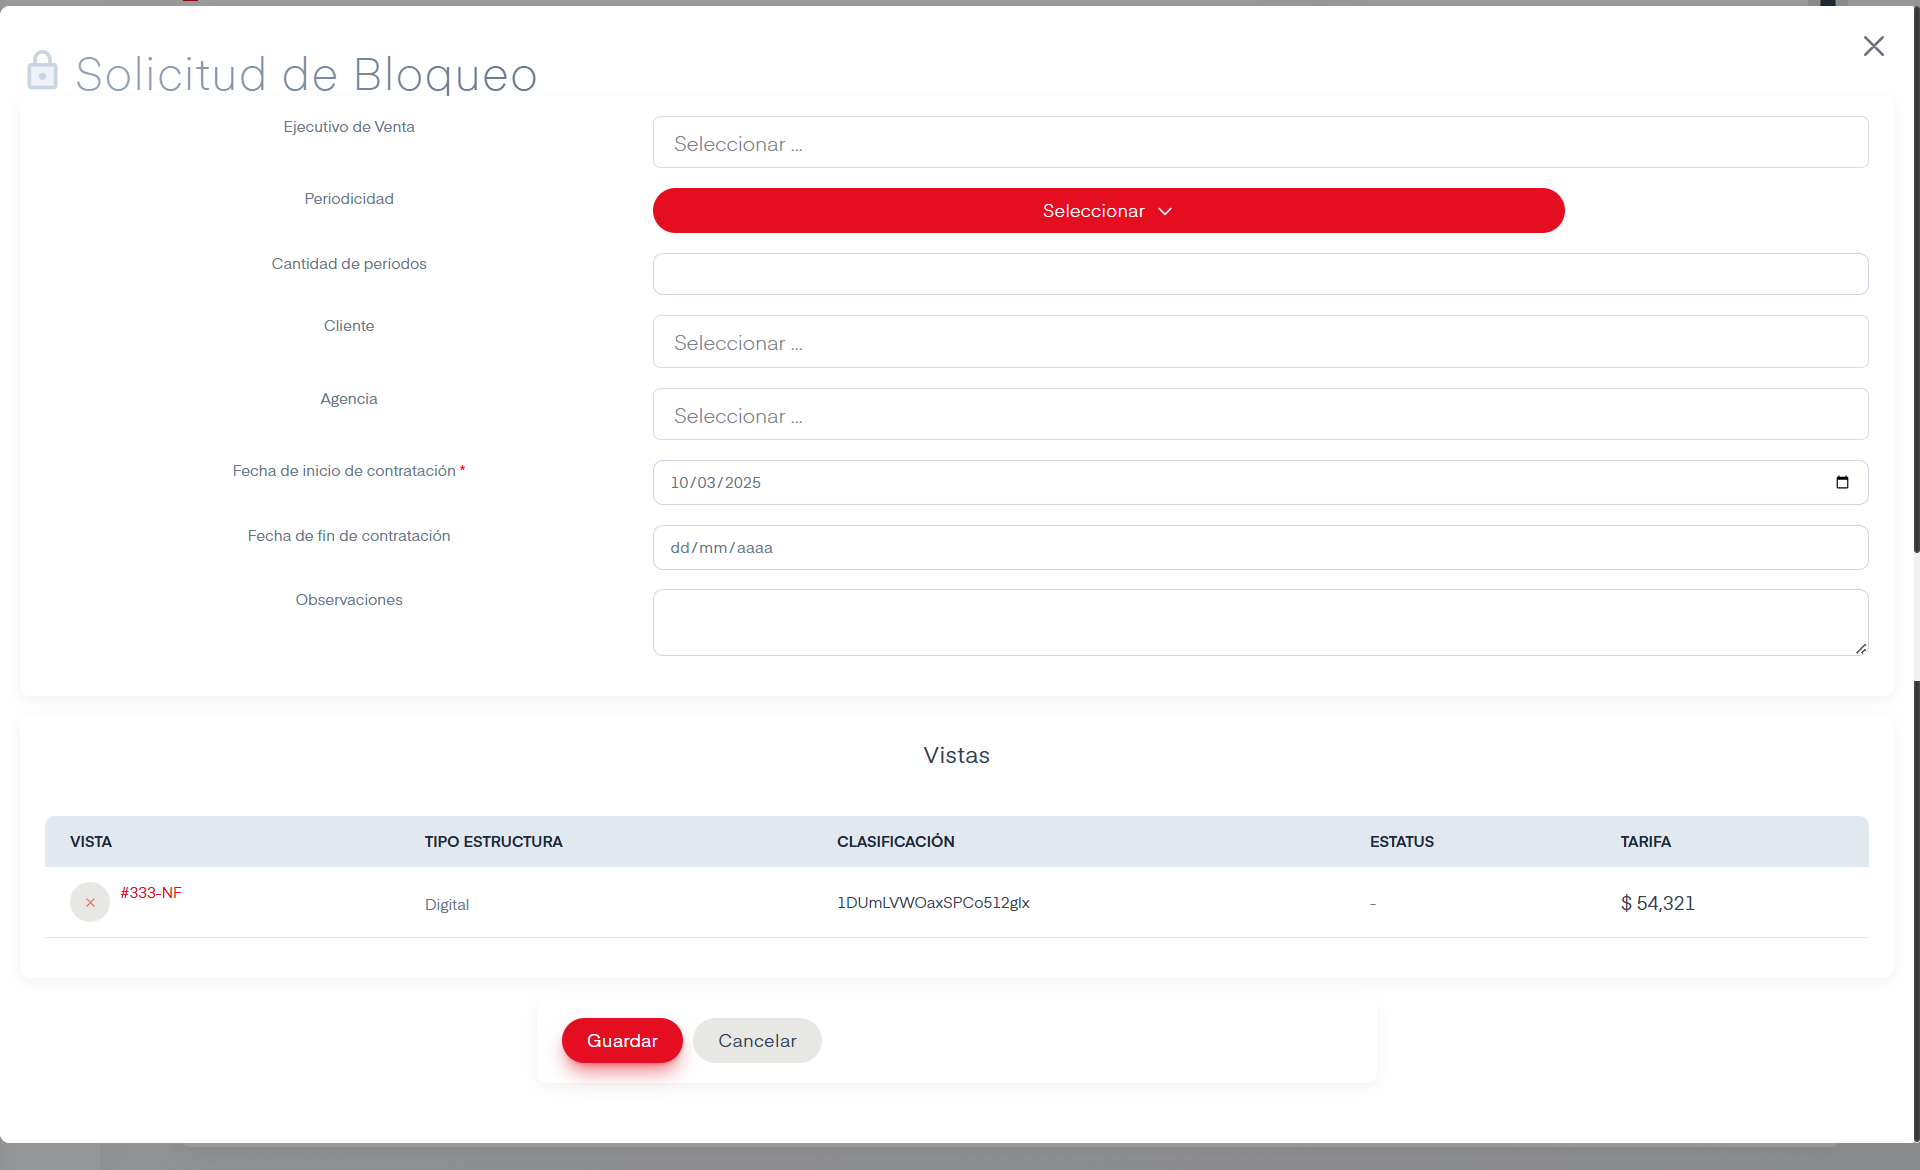 Solicitud de Bloqueo
Ejecutivo de Venta
Seleccionar ...
Periodicidad
Seleccionar
Cantidad de períodos
Cliente
Seleccionar ...
Agencia
Seleccionar ...
Fecha de inicio de contratación *
10/03/2025
Fecha de fin de contratación
dd/mm/aaaa
Observaciones
Vistas
VISTA TIPO ESTRUCTURA CLASIFICACIÓN ESTATUS TARIFA
#333-NF Digital 1DUmLVWOaxSPCo512glx - $ 54,321
Guardar Cancelar